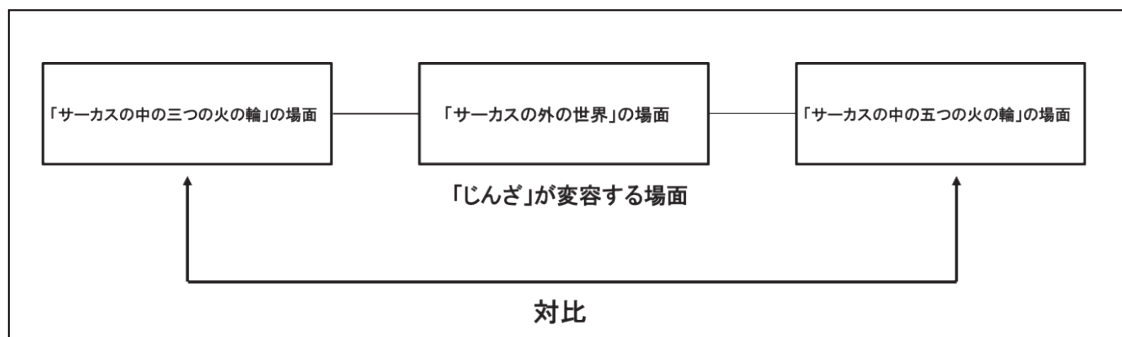 「サーカスの中の三つの火の輪」の場面
「サーカスの外の世界」の場面
「サーカスの中の五つの火の輪」の場面
「じんざ」が変容する場面
対比